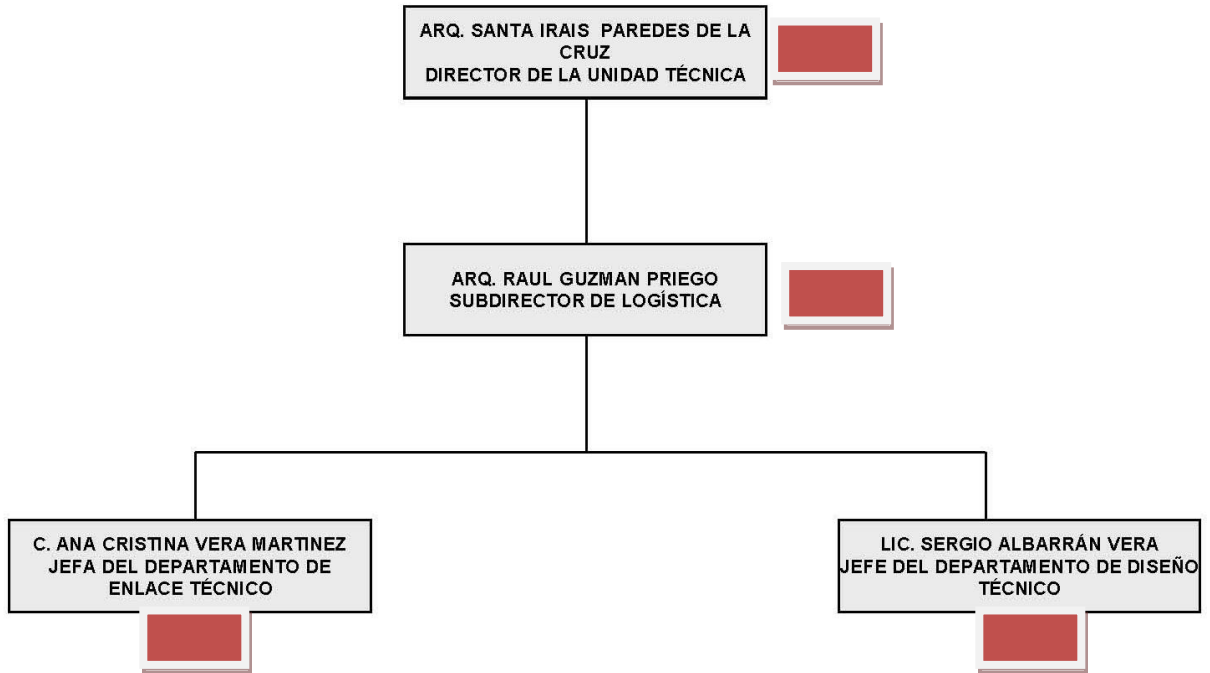 ARQ. SANTA IRAIS PAREDES DE LA
CRUZ
DIRECTOR DE LA UNIDAD TÉCNICA
ARQ. RAUL GUZMAN PRIEGO
SUBDIRECTOR DE LOGÍSTICA
C. ANA CRISTINA VERA MARTINEZ
JEFA DEL DEPARTAMENTO DE
ENLACE TÉCNICO
LIC. SERGIO ALBARRÁN VERA
JEFE DEL DEPARTAMENTO DE DISEÑO
TÉCNICO